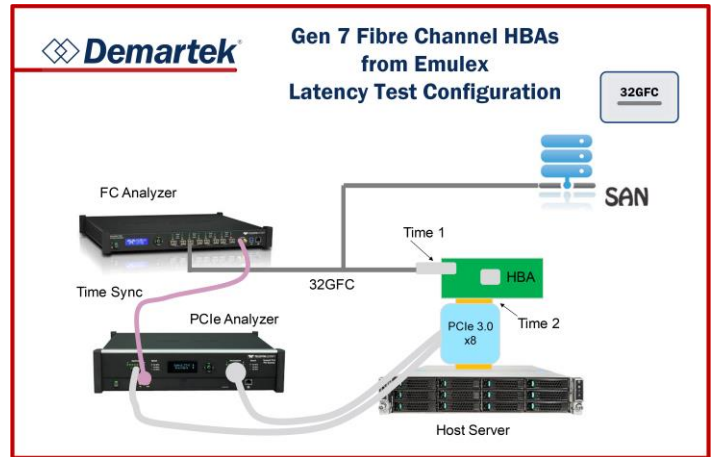 Demartek
Gen 7 Fibre Channel HBAs
from Emulex
Latency Test Configuration
32GFC
FC Analyzer
SAN
Time 1
HBA
32GFC
Time Sync
Time 2
PCIe Analyzer
PCIe 3.0
x8
Host Server